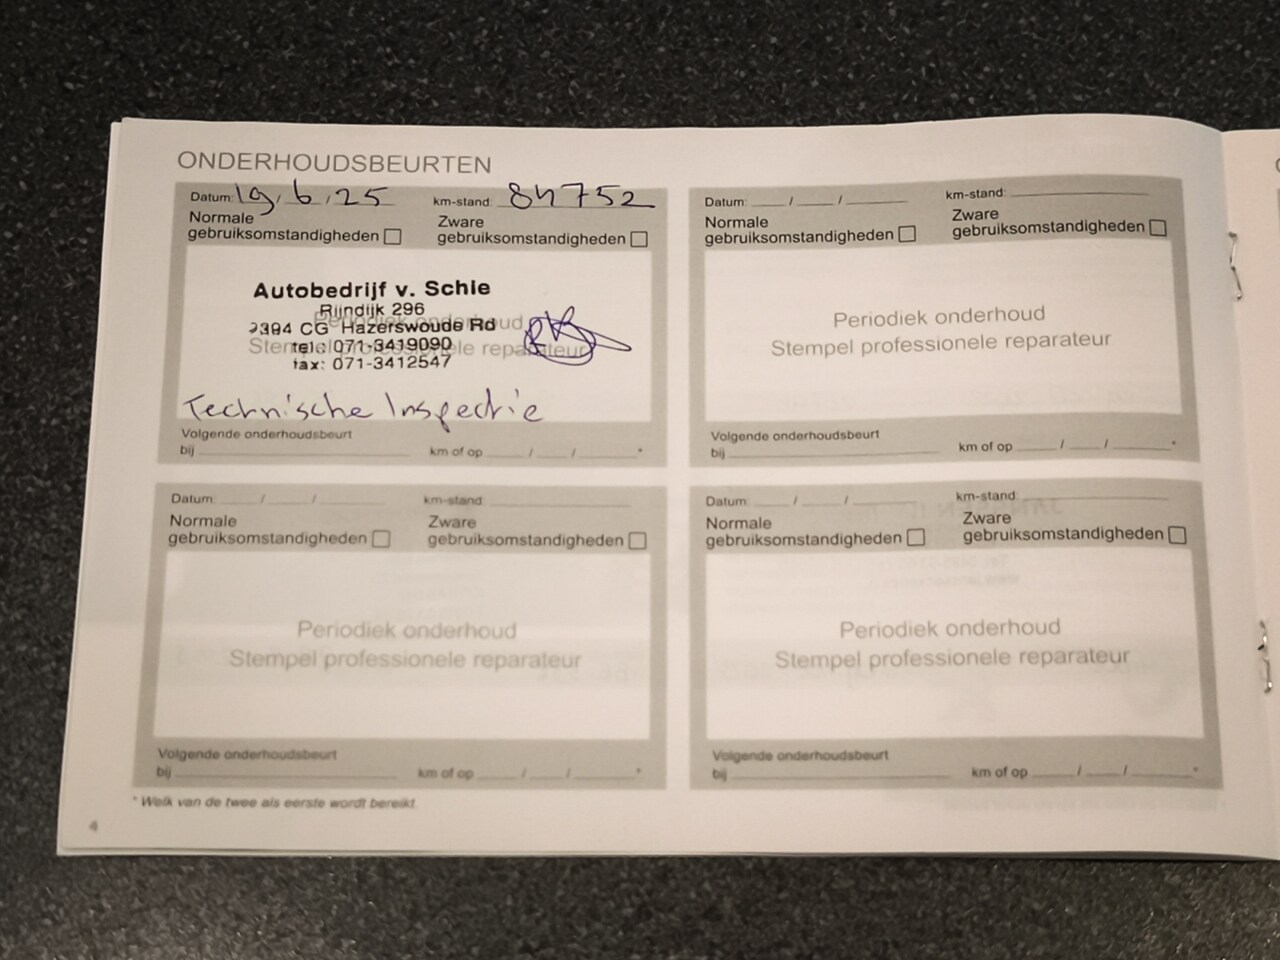 ONDERHOUDSBEURTEN
Datum: 19, 6, 25 km-stand: 84752
Normale gebruiksomstandigheden Zware gebruiksomstandigheden
Autobedrijf v. Schie
Rijndijk 296
2394 CG Hazerswoude Rd
tel: 071-3419090
fax: 071-3412547
Periodiek onderhoud
Stempel professionele reparateur
Technische Inspectie
Volgende onderhoudsbeurt
bij km of op / / *
Datum: / / km-stand:
Normale gebruiksomstandigheden Zware gebruiksomstandigheden
Periodiek onderhoud
Stempel professionele reparateur
Volgende onderhoudsbeurt
bij km of op / / *
Datum: / / km-stand:
Normale gebruiksomstandigheden Zware gebruiksomstandigheden
Periodiek onderhoud
Stempel professionele reparateur
Volgende onderhoudsbeurt
bij km of op / / *
Datum: / / km-stand:
Normale gebruiksomstandigheden Zware gebruiksomstandigheden
Periodiek onderhoud
Stempel professionele reparateur
Volgende onderhoudsbeurt
bij km of op / / *
* Welk van de twee als eerste wordt bereikt.
4